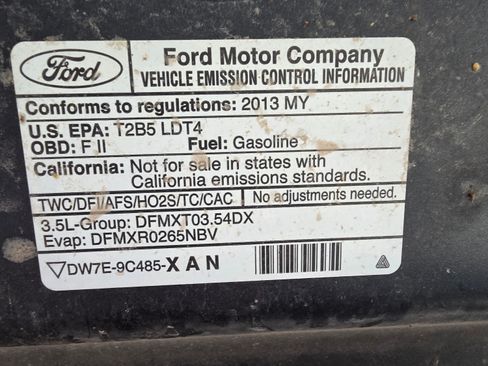 Ford
Ford Motor Company
VEHICLE EMISSION CONTROL INFORMATION
Conforms to regulations: 2013 MY
U.S. EPA: T2B5 LDT4
OBD: F II Fuel: Gasoline
California: Not for sale in states with
California emissions standards.
TWC/DFI/AFS/HO2S/TC/CAC No adjustments needed.
3.5L-Group: DFMXT03.54DX
Evap: DFMXR0265NBV
DW7E-9C485-X A N